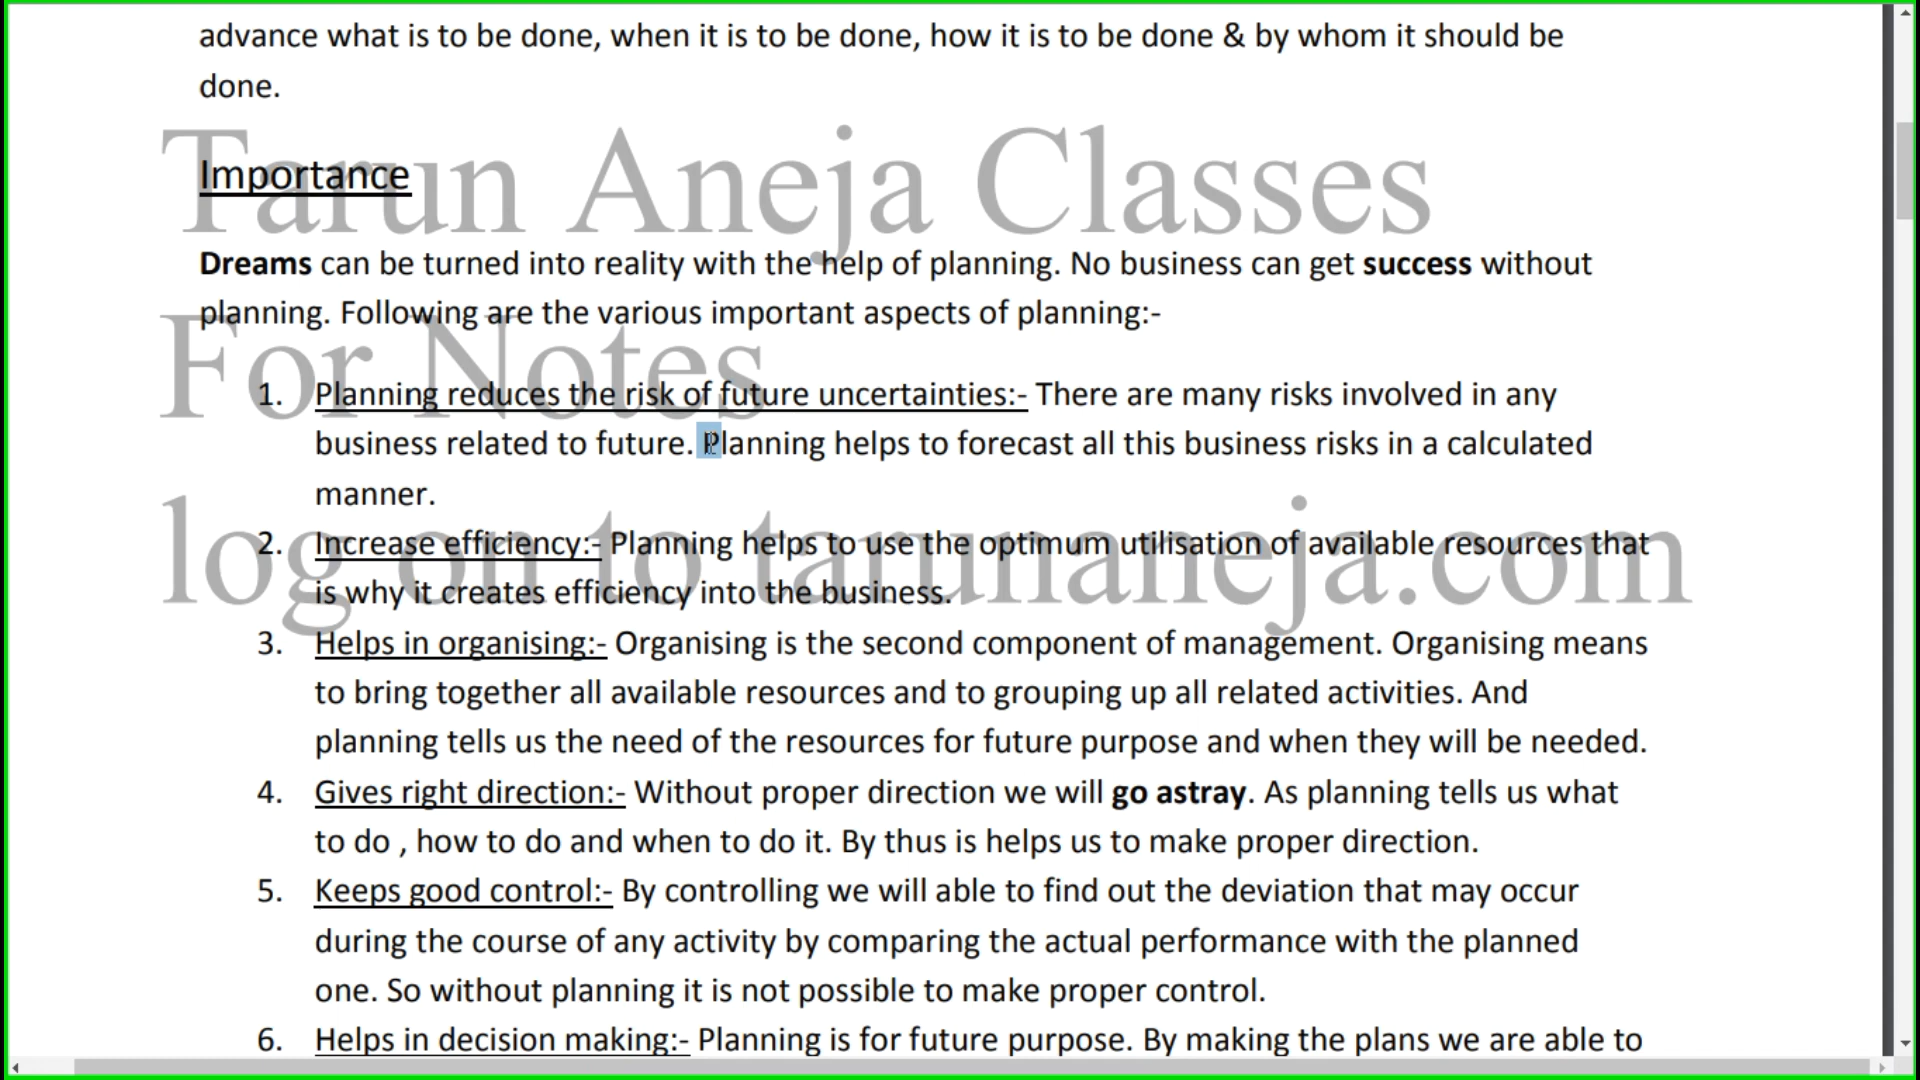 advance what is to be done, when it is to be done, how it is to be done & by whom it should be
done.
Tarun Aneja Classes
Importance
Dreams can be turned into reality with the help of planning. No business can get success without
planning. Following are the various important aspects of planning:-
For Notes
1. Planning reduces the risk of future uncertainties:- There are many risks involved in any
business related to future. Planning helps to forecast all this business risks in a calculated
manner.
log on to tarunaneja.com
2. Increase efficiency:- Planning helps to use the optimum utilisation of available resources that
is why it creates efficiency into the business.
3. Helps in organising:- Organising is the second component of management. Organising means
to bring together all available resources and to grouping up all related activities. And
planning tells us the need of the resources for future purpose and when they will be needed.
4. Gives right direction:- Without proper direction we will go astray. As planning tells us what
to do , how to do and when to do it. By thus is helps us to make proper direction.
5. Keeps good control:- By controlling we will able to find out the deviation that may occur
during the course of any activity by comparing the actual performance with the planned
one. So without planning it is not possible to make proper control.
6. Helps in decision making:- Planning is for future purpose. By making the plans we are able to